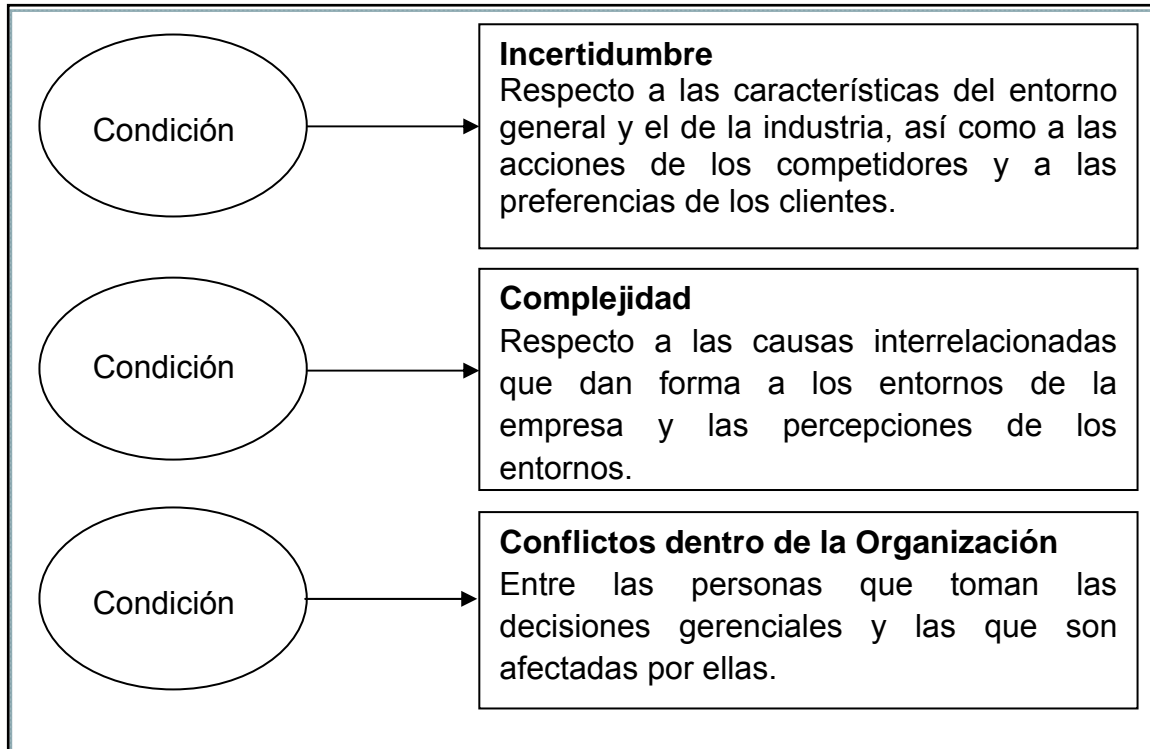 Condición
Incertidumbre
Respecto a las características del entorno
general y el de la industria, así como a las
acciones de los competidores y a las
preferencias de los clientes.
Condición
Complejidad
Respecto a las causas interrelacionadas
que dan forma a los entornos de la
empresa y las percepciones de los
entornos.
Condición
Conflictos dentro de la Organización
Entre las personas que toman las
decisiones gerenciales y las que son
afectadas por ellas.